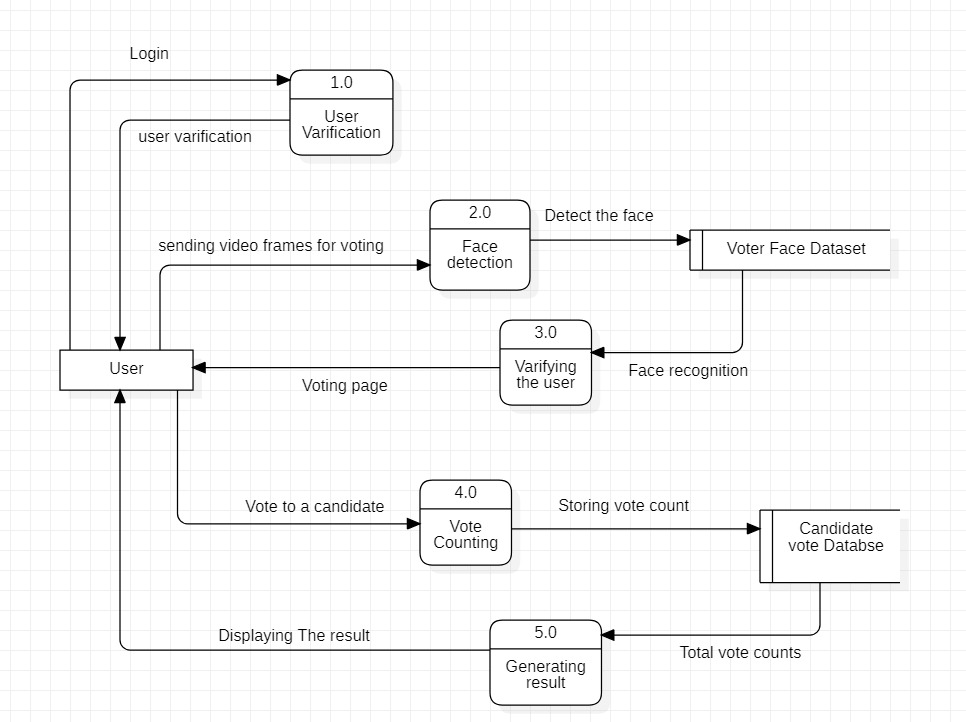 Login
1.0
User
Varification
user varification
2.0
Face
detection
Detect the face
Voter Face Dataset
sending video frames for voting
3.0
Varifying
the user
Face recognition
User
Voting page
4.0
Vote
Counting
Vote to a candidate
Storing vote count
Candidate
vote Databse
5.0
Generating
result
Displaying The result
Total vote counts